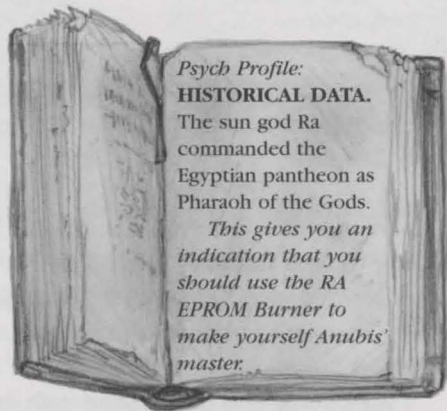 Psych Profile:
HISTORICAL DATA.
The sun god Ra
commanded the
Egyptian pantheon as
Pharaoh of the Gods.
This gives you an
indication that you
should use the RA
EPROM Burner to
make yourself Anubis'
master.